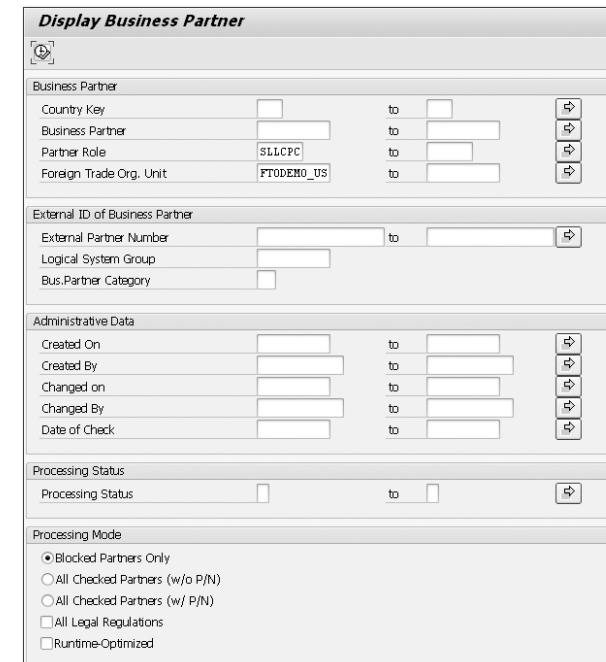 Display Business Partner
Business Partner
Country Key to
Business Partner to
Partner Role SLLCPC to
Foreign Trade Org. Unit FTODEMO_US to
External ID of Business Partner
External Partner Number to
Logical System Group
Bus.Partner Category
Administrative Data
Created On to
Created By to
Changed on to
Changed By to
Date of Check to
Processing Status
Processing Status to
Processing Mode
Blocked Partners Only
All Checked Partners (w/o P/N)
All Checked Partners (w/ P/N)
All Legal Regulations
Runtime-Optimized